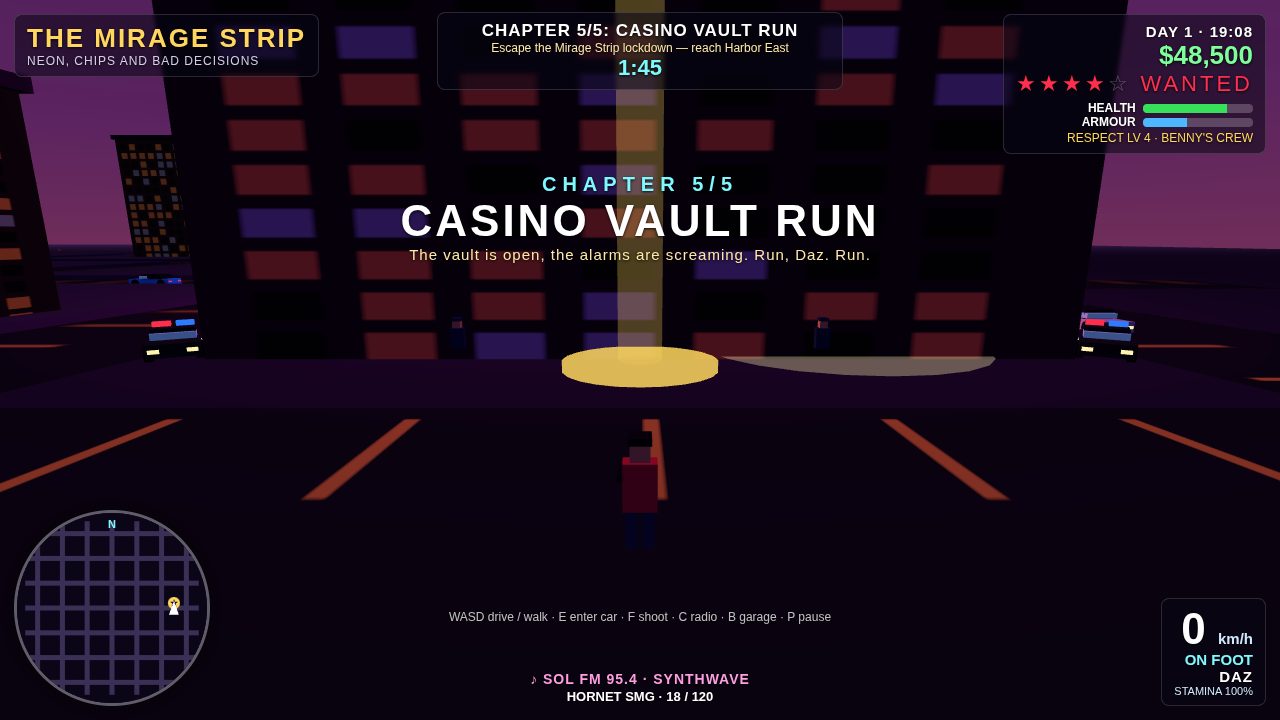 THE MIRAGE STRIP
NEON, CHIPS AND BAD DECISIONS
CHAPTER 5/5: CASINO VAULT RUN
Escape the Mirage Strip lockdown — reach Harbor East
1:45
DAY 1 · 19:08
$48,500
★★★★☆ WANTED
HEALTH
ARMOUR
RESPECT LV 4 · BENNY'S CREW
CHAPTER 5/5
CASINO VAULT RUN
The vault is open, the alarms are screaming. Run, Daz. Run.
N
WASD drive / walk · E enter car · F shoot · C radio · B garage · P pause
♪ SOL FM 95.4 · SYNTHWAVE
HORNET SMG · 18 / 120
0 km/h
ON FOOT
DAZ
STAMINA 100%